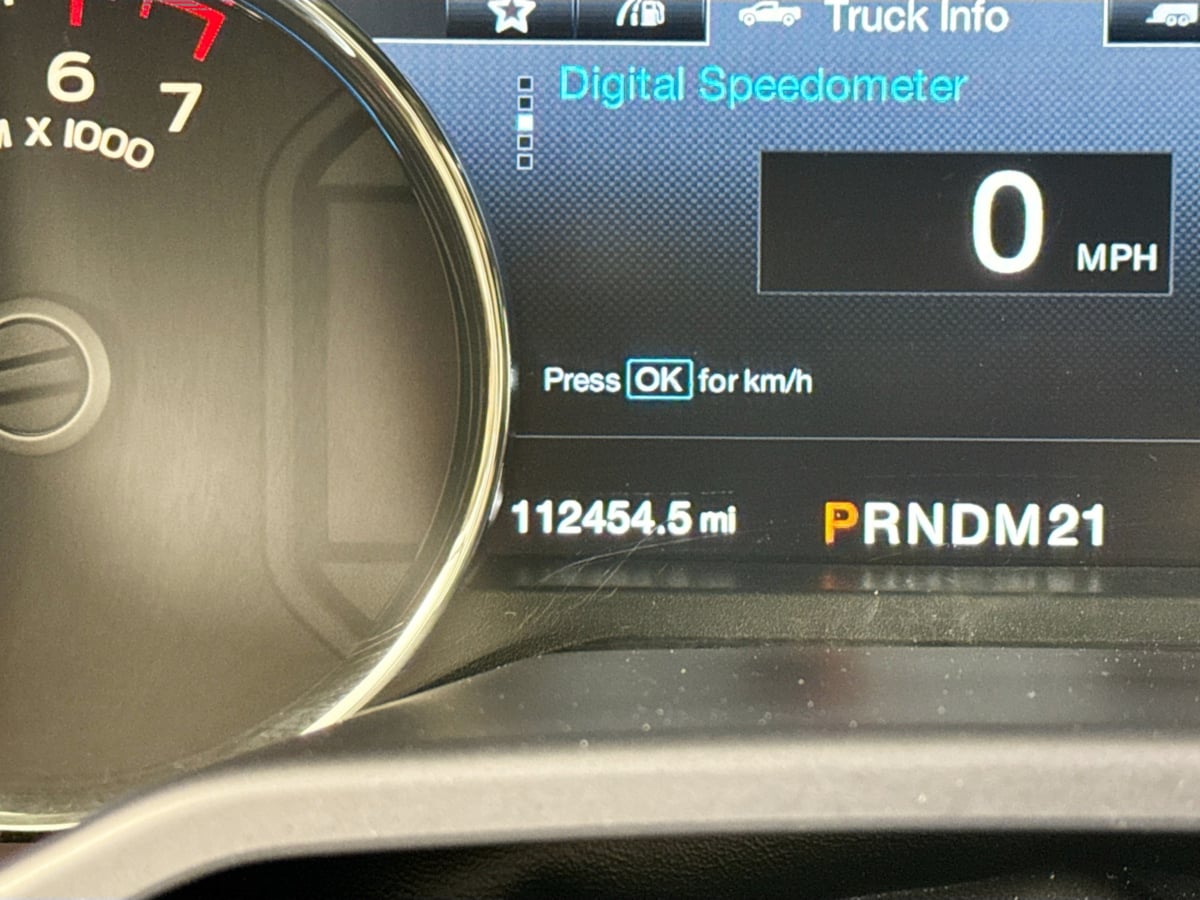 Truck Info
Digital Speedometer
6
7
X 1000
0 MPH
Press OK for km/h
112454.5 mi
PRNDM21